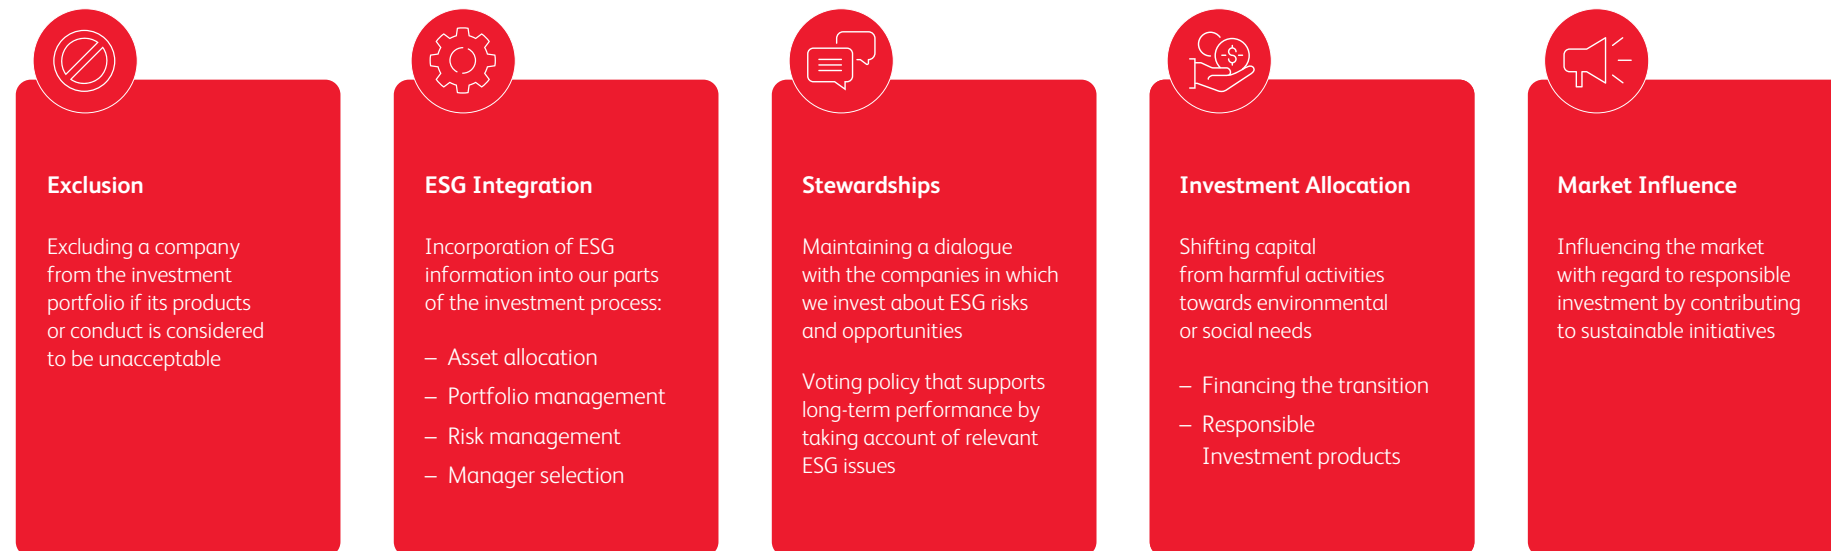 Exclusion
Excluding a company
from the investment
portfolio if its products
or conduct is considered
to be unacceptable
ESG Integration
Incorporation of ESG
information into our parts
of the investment process:
– Asset allocation
– Portfolio management
– Risk management
– Manager selection
Stewardships
Maintaining a dialogue
with the companies in which
we invest about ESG risks
and opportunities
Voting policy that supports
long-term performance by
taking account of relevant
ESG issues
Investment Allocation
Shifting capital
from harmful activities
towards environmental
or social needs
– Financing the transition
– Responsible
Investment products
Market Influence
Influencing the market
with regard to responsible
investment by contributing
to sustainable initiatives